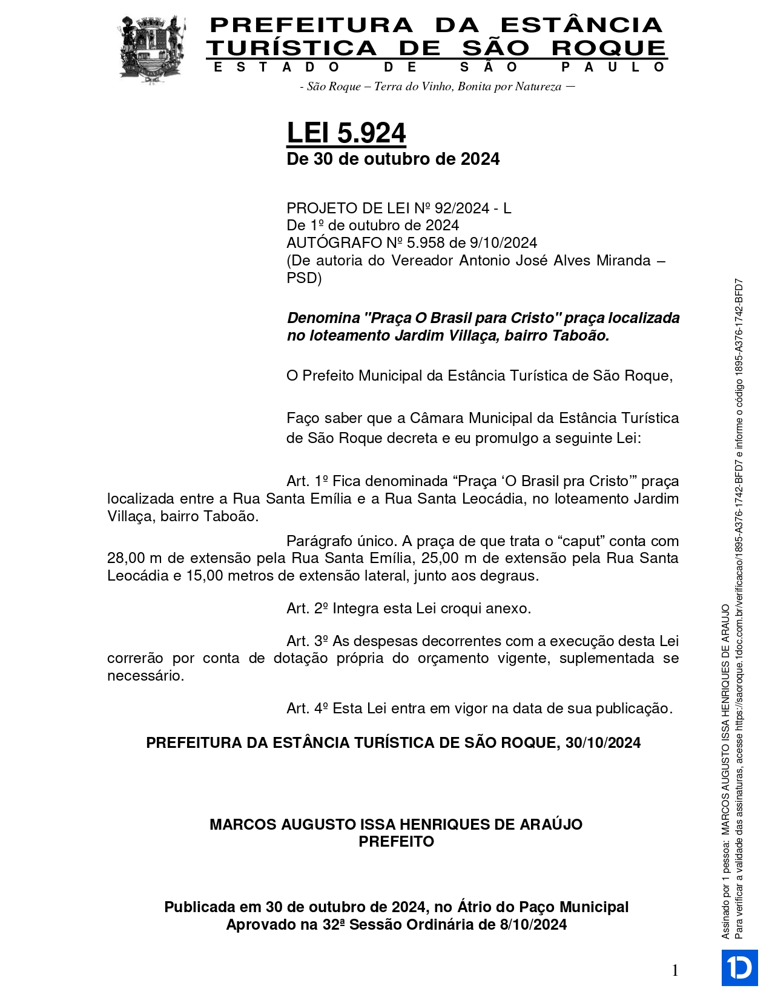 PREFEITURA DA ESTÂNCIA
TURÍSTICA DE SÃO ROQUE
ESTADO DE SÃO PAULO
- São Roque – Terra do Vinho, Bonita por Natureza —
LEI 5.924
De 30 de outubro de 2024
PROJETO DE LEI Nº 92/2024 - L
De 1º de outubro de 2024
AUTÓGRAFO Nº 5.958 de 9/10/2024
(De autoria do Vereador Antonio José Alves Miranda –
PSD)
Denomina "Praça O Brasil para Cristo" praça localizada
no loteamento Jardim Villaça, bairro Taboão.
O Prefeito Municipal da Estância Turística de São Roque,
Faço saber que a Câmara Municipal da Estância Turística
de São Roque decreta e eu promulgo a seguinte Lei:
Art. 1º Fica denominada “Praça ‘O Brasil pra Cristo’” praça
localizada entre a Rua Santa Emília e a Rua Santa Leocádia, no loteamento Jardim
Villaça, bairro Taboão.
Parágrafo único. A praça de que trata o “caput” conta com
28,00 m de extensão pela Rua Santa Emília, 25,00 m de extensão pela Rua Santa
Leocádia e 15,00 metros de extensão lateral, junto aos degraus.
Art. 2º Integra esta Lei croqui anexo.
Art. 3º As despesas decorrentes com a execução desta Lei
correrão por conta de dotação própria do orçamento vigente, suplementada se
necessário.
Art. 4º Esta Lei entra em vigor na data de sua publicação.
PREFEITURA DA ESTÂNCIA TURÍSTICA DE SÃO ROQUE, 30/10/2024
MARCOS AUGUSTO ISSA HENRIQUES DE ARAÚJO
PREFEITO
Publicada em 30 de outubro de 2024, no Átrio do Paço Municipal
Aprovado na 32ª Sessão Ordinária de 8/10/2024
1
Assinado por 1 pessoa: MARCOS AUGUSTO ISSA HENRIQUES DE ARAUJO
Para verificar a validade das assinaturas, acesse https://saoroque.1doc.com.br/verificacao/1895-A376-1742-BFD7 e informe o código 1895-A376-1742-BFD7
1D